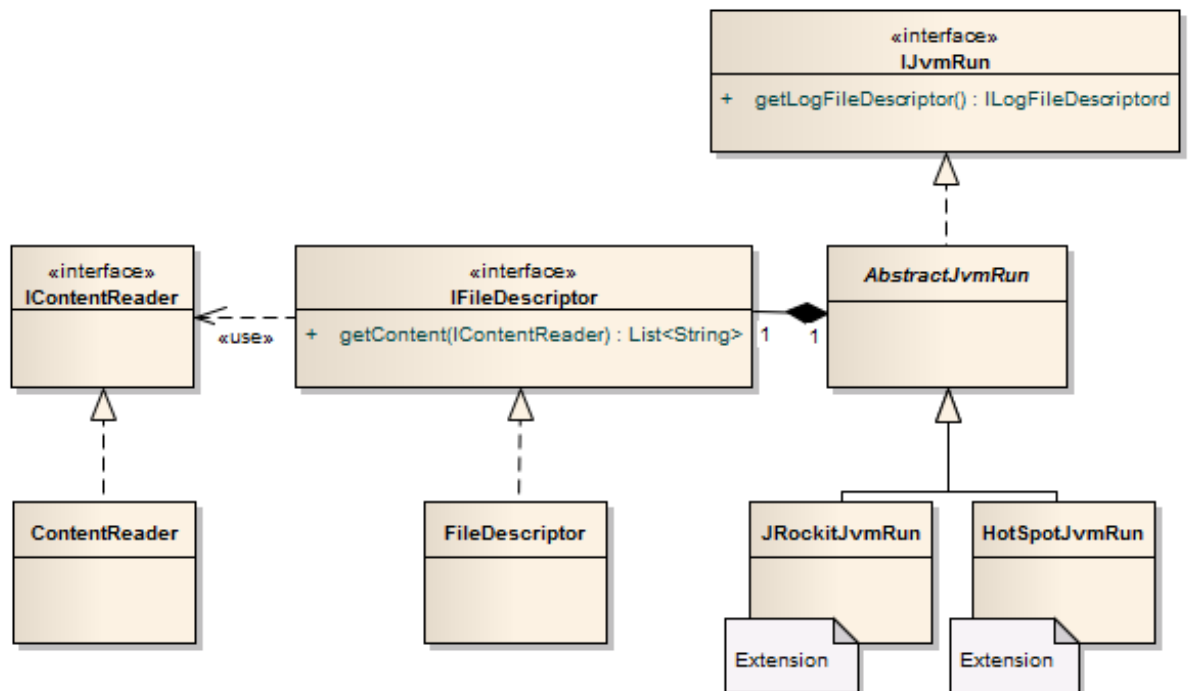 «interface»
IJvmRun
+ getLogFileDescriptor() : ILogFileDescriptord
«interface»
IContentReader
«use»
«interface»
IFileDescriptor
+ getContent(IContentReader) : List<String>
1
1
AbstractJvmRun
ContentReader
FileDescriptor
JRockitJvmRun
HotSpotJvmRun
Extension
Extension